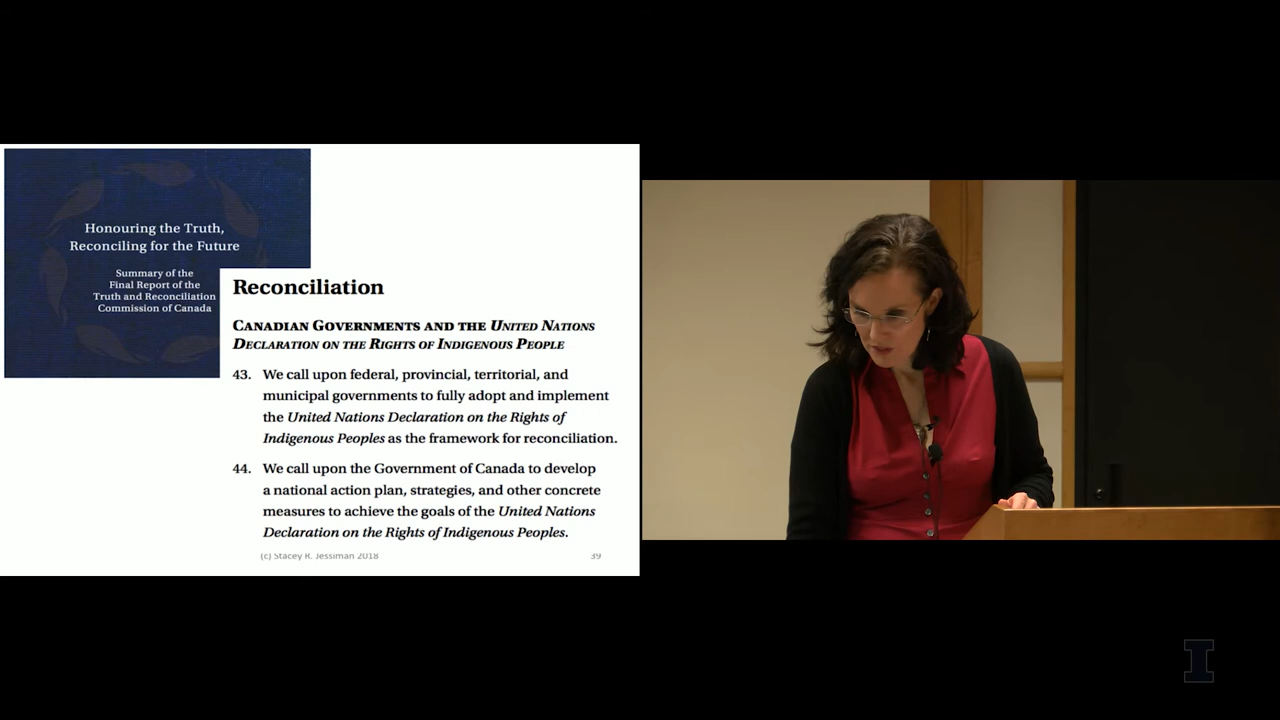 Honouring the Truth,
Reconciling for the Future
Summary of the
Final Report of the
Truth and Reconciliation
Commission of Canada
Reconciliation
CANADIAN GOVERNMENTS AND THE UNITED NATIONS
DECLARATION ON THE RIGHTS OF INDIGENOUS PEOPLE
43. We call upon federal, provincial, territorial, and
municipal governments to fully adopt and implement
the United Nations Declaration on the Rights of
Indigenous Peoples as the framework for reconciliation.
44. We call upon the Government of Canada to develop
a national action plan, strategies, and other concrete
measures to achieve the goals of the United Nations
Declaration on the Rights of Indigenous Peoples.
(c) Stacey R. Jessiman 2018 39
I